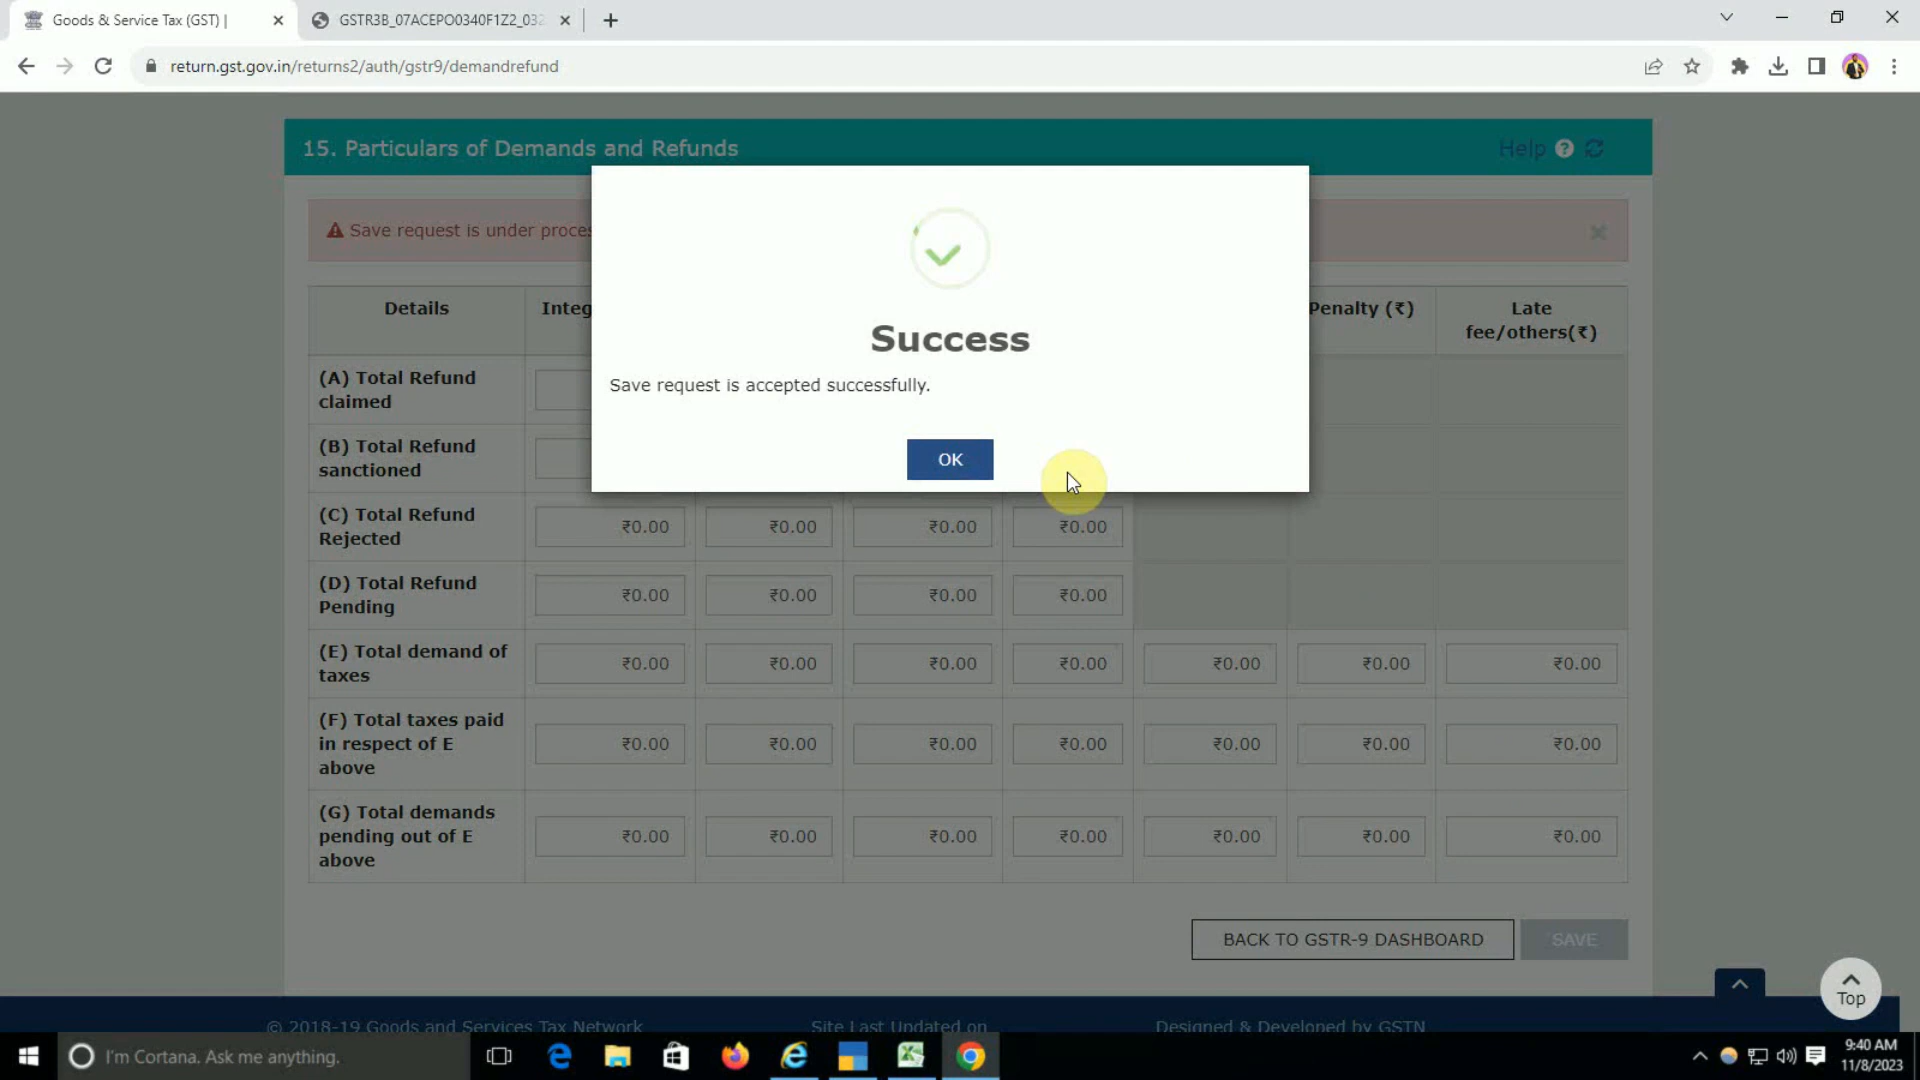 Goods & Service Tax (GST) |
GSTR3B_07ACEPO0340F1Z2_032
return.gst.gov.in/returns2/auth/gstr9/demandrefund
15. Particulars of Demands and Refunds
Help
Save request is under proces
Success
Save request is accepted successfully.
OK
Details
Integ
Penalty (₹)
Late
fee/others(₹)
(A) Total Refund
claimed
(B) Total Refund
sanctioned
(C) Total Refund
Rejected
₹0.00 ₹0.00 ₹0.00 ₹0.00
(D) Total Refund
Pending
₹0.00 ₹0.00 ₹0.00 ₹0.00
(E) Total demand of
taxes
₹0.00 ₹0.00 ₹0.00 ₹0.00 ₹0.00 ₹0.00 ₹0.00
(F) Total taxes paid
in respect of E
above
₹0.00 ₹0.00 ₹0.00 ₹0.00 ₹0.00 ₹0.00 ₹0.00
(G) Total demands
pending out of E
above
₹0.00 ₹0.00 ₹0.00 ₹0.00 ₹0.00 ₹0.00 ₹0.00
BACK TO GSTR-9 DASHBOARD
SAVE
Top
© 2018-19 Goods and Services Tax Network
Site Last Updated on
Designed & Developed by GSTN
I'm Cortana. Ask me anything.
9:40 AM
11/8/2023